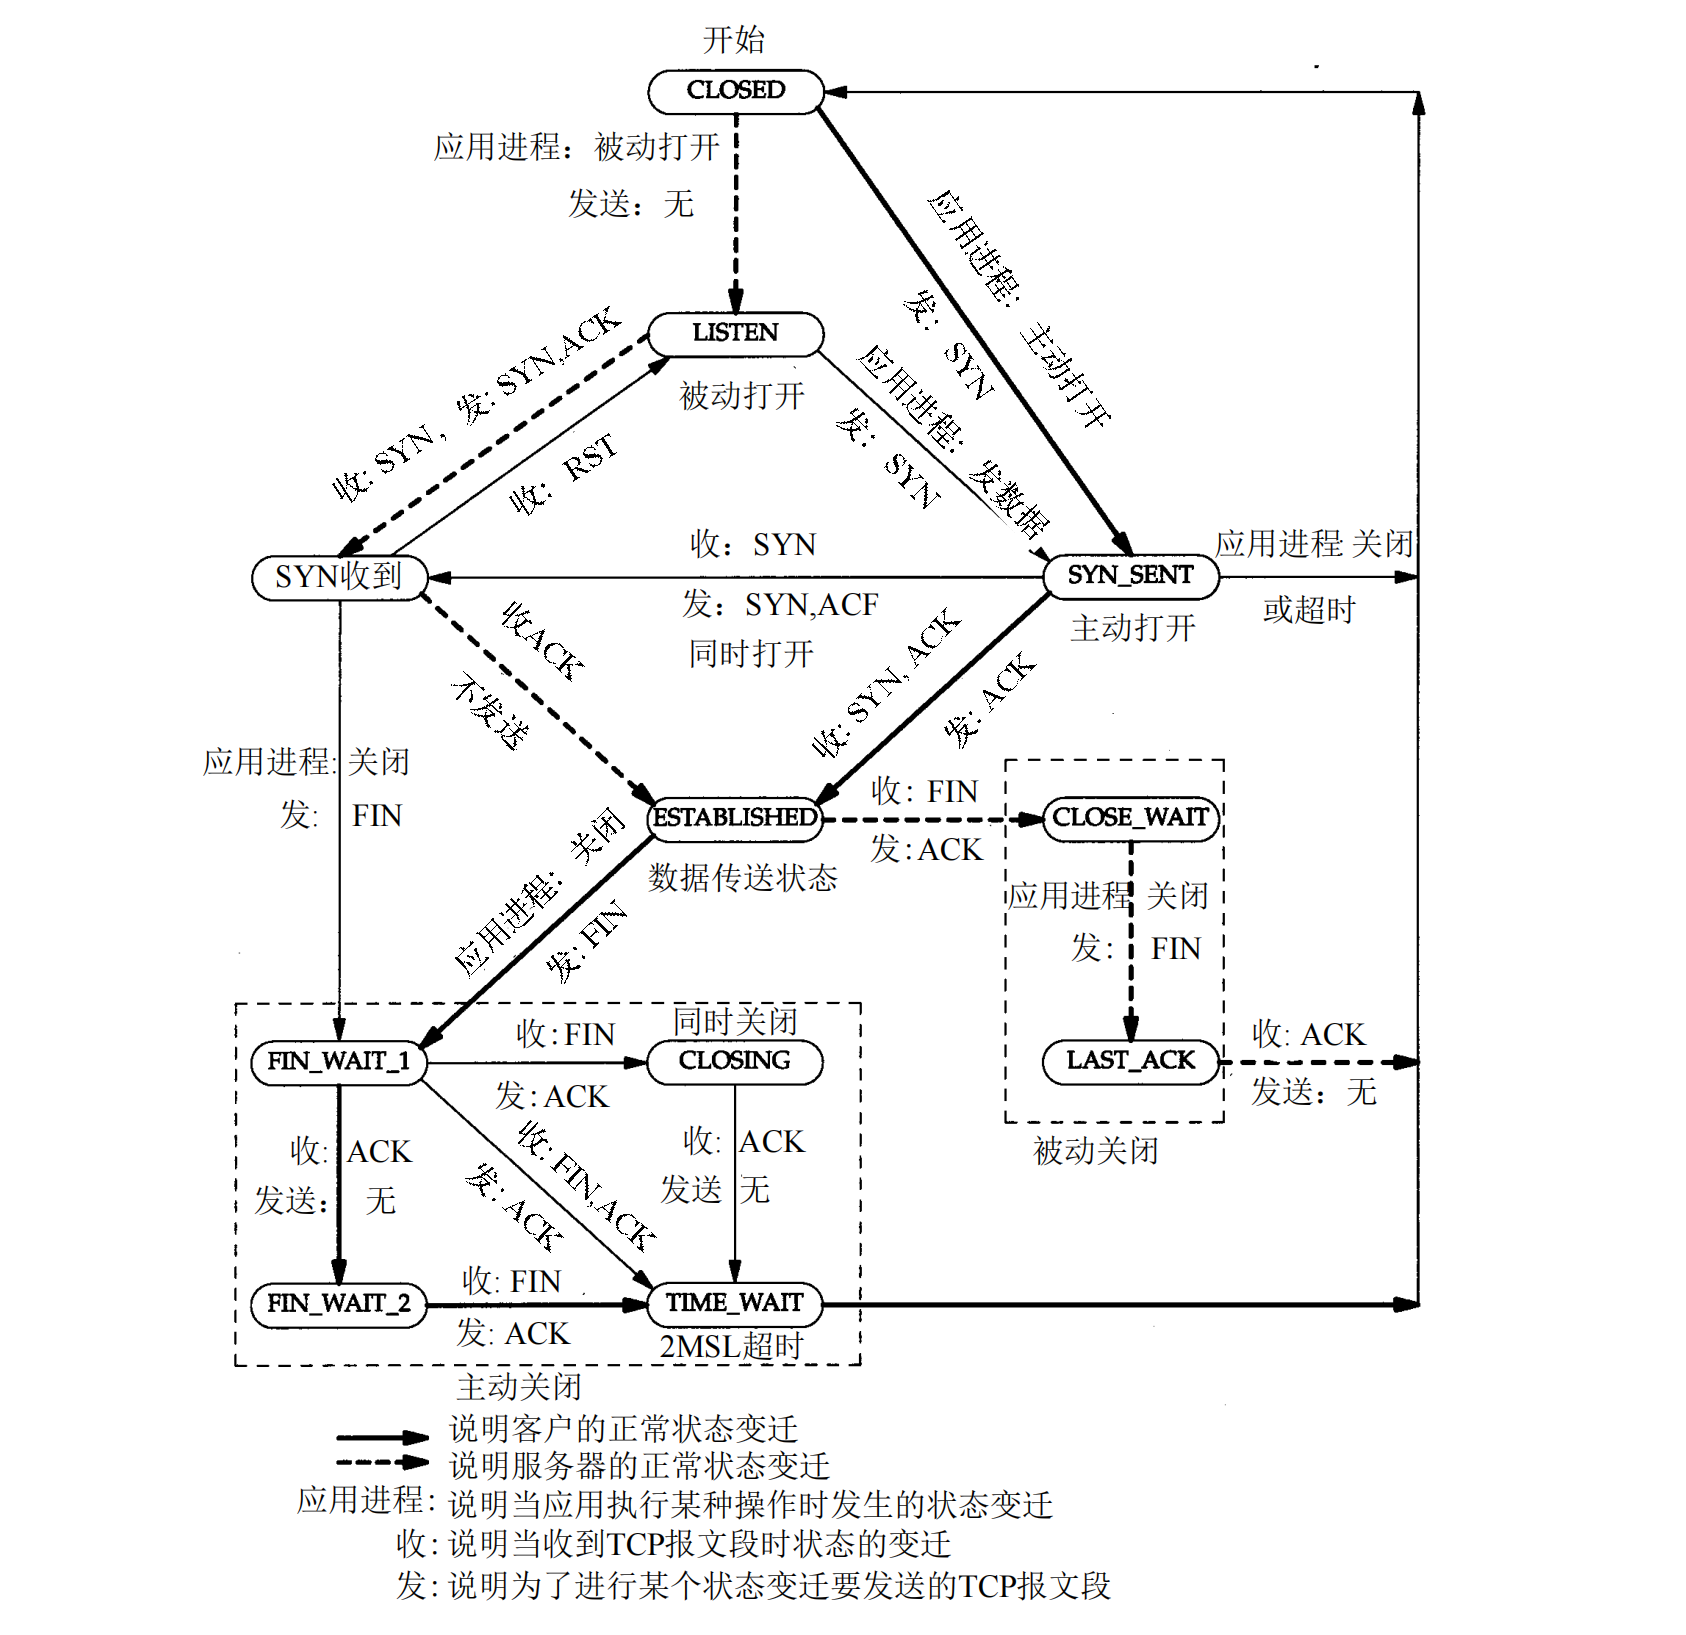 开始
CLOSED
应用进程：被动打开
发送：无
应用进程：主动打开
发：SYN
LISTEN
被动打开
收：SYN，发：SYN,ACK
收：RST
应用进程：发数据
发：SYN
SYN收到
收：SYN
发：SYN,ACF
同时打开
SYN_SENT
主动打开
应用进程 关闭
或超时
收ACK
不发送
收：SYN, ACK
发：ACK
应用进程: 关闭
发: FIN
ESTABLISHED
数据传送状态
收: FIN
发:ACK
CLOSE_WAIT
应用进程 关闭
发: FIN
应用进程：关闭
发：FIN
FIN_WAIT_1
收:FIN
发:ACK
同时关闭
CLOSING
LAST_ACK
收: ACK
发送：无
被动关闭
收: ACK
发送: 无
收：FIN,ACK
发：ACK
收: ACK
发送 无
FIN_WAIT_2
收: FIN
发: ACK
TIME_WAIT
2MSL超时
主动关闭
说明客户的正常状态变迁
说明服务器的正常状态变迁
应用进程: 说明当应用执行某种操作时发生的状态变迁
收: 说明当收到TCP报文段时状态的变迁
发: 说明为了进行某个状态变迁要发送的TCP报文段